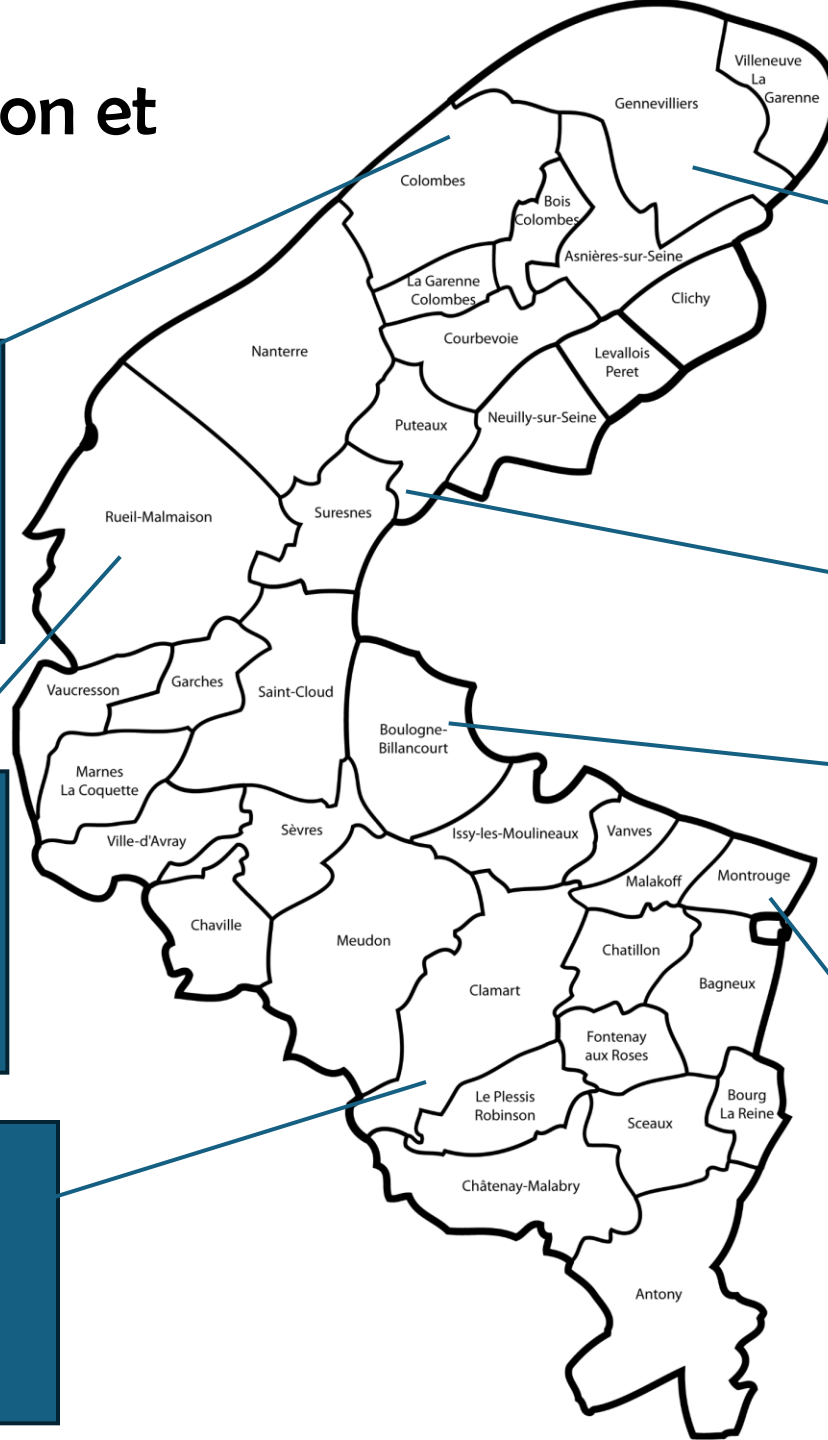 on et
Villeneuve
La
Garenne
Gennevilliers
Colombes
Bois
Colombes
Asnières-sur-Seine
La Garenne
Colombes
Clichy
Courbevoie
Nanterre
Levallois
Peret
Puteaux
Neuilly-sur-Seine
Suresnes
Rueil-Malmaison
Garches
Vaucresson
Saint-Cloud
Boulogne-
Billancourt
Marnes
La Coquette
Ville-d'Avray
Sèvres
Issy-les-Moulineaux
Vanves
Malakoff
Montrouge
Chaville
Meudon
Chatillon
Clamart
Bagneux
Fontenay
aux Roses
Le Plessis
Robinson
Bourg
La Reine
Sceaux
Châtenay-Malabry
Antony